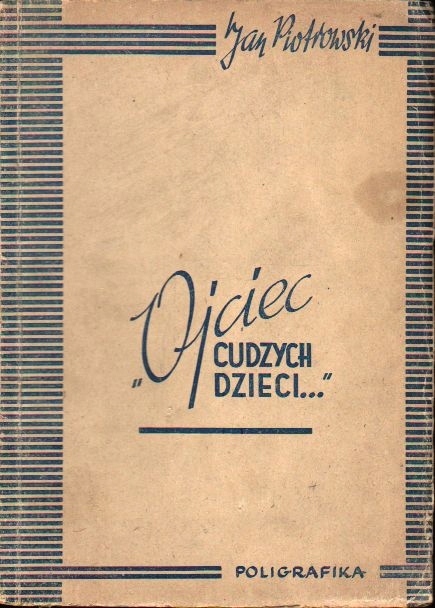 Jan Piotrowski
„Ojciec
CUDZYCH
DZIECI..."
POLIGRAFIKA